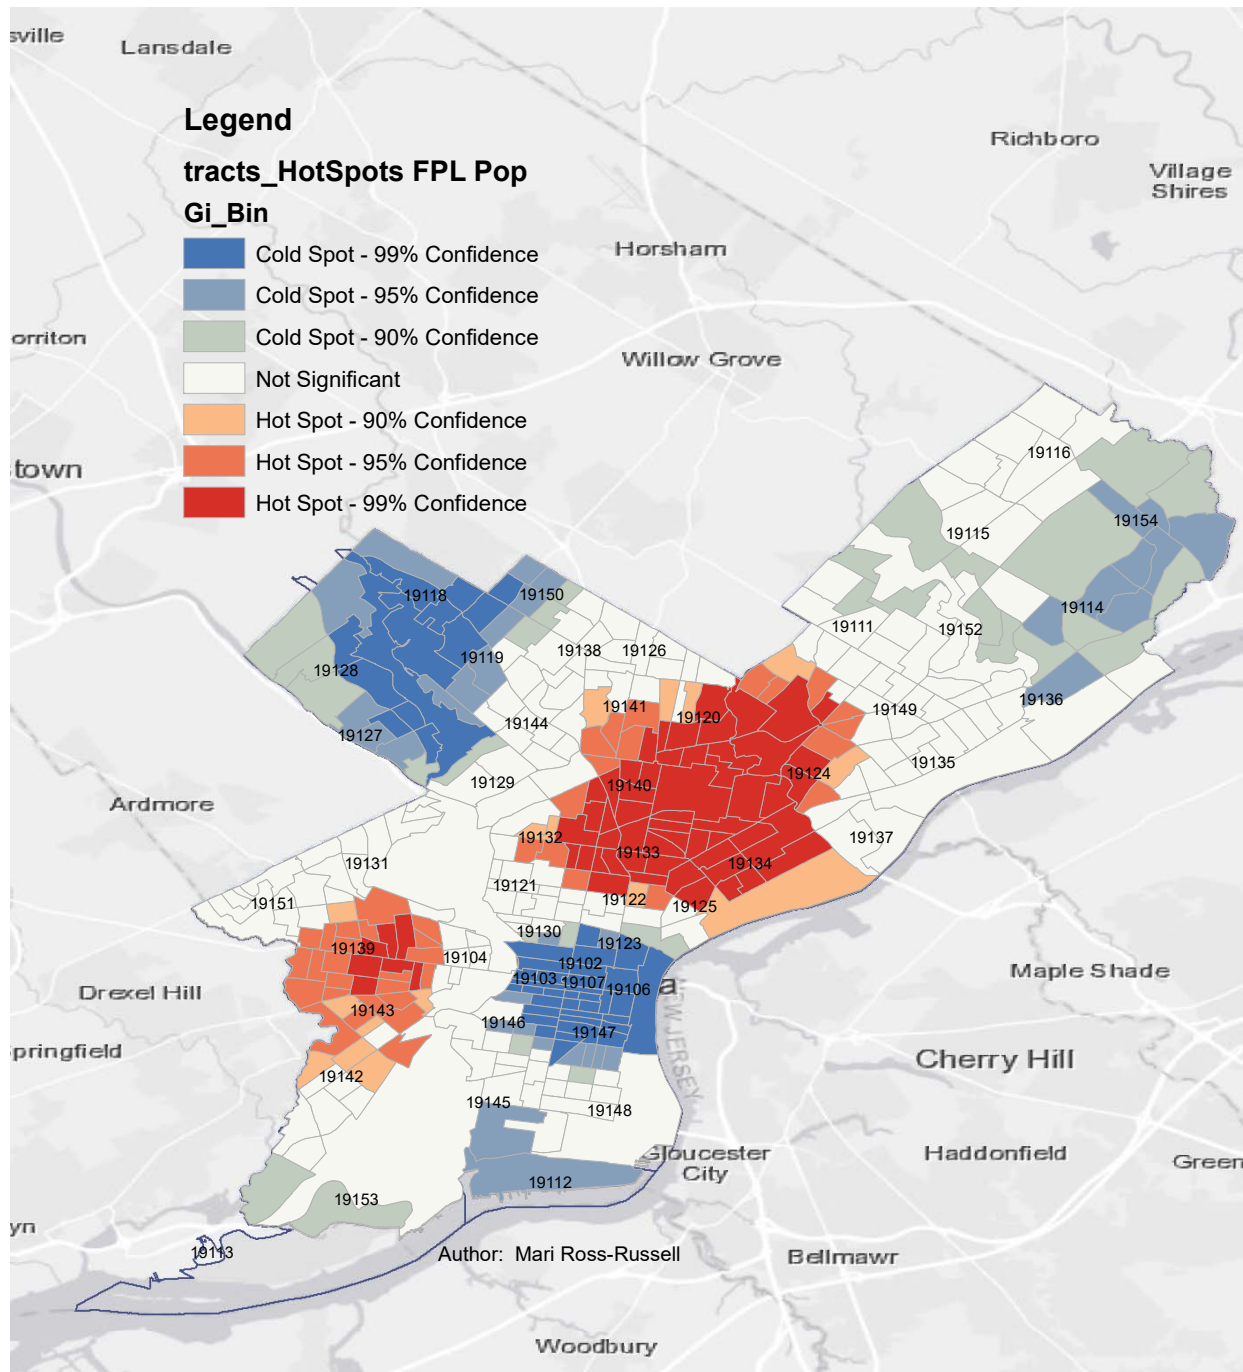 sville
Lansdale
Legend
Richboro
tracts_HotSpots FPL Pop
Village
Shires
Gi_Bin
Cold Spot - 99% Confidence
Horsham
Cold Spot - 95% Confidence
orriton
Cold Spot - 90% Confidence
Willow Grove
Not Significant
Hot Spot - 90% Confidence
19116
town
Hot Spot - 95% Confidence
Hot Spot - 99% Confidence
19154
19115
19118
19150
19114
19111
19152
19138
19126
19119
19128
19136
19141
19120
19149
19144
19127
19135
19124
19129
19140
Ardmore
19132
19137
19133
19134
19131
19121
19122
19125
19151
19130
19123
19139
19104
19102
Maple Shade
19103
19107
19106
a
Drexel Hill
19143
19146
19147
NEW JERSEY
pringfield
Cherry Hill
19142
19145
19148
Gloucester
City
Haddonfield
Green
19112
19153
yn
19113
Author:  Mari Ross-Russell
Bellmawr
Woodbury